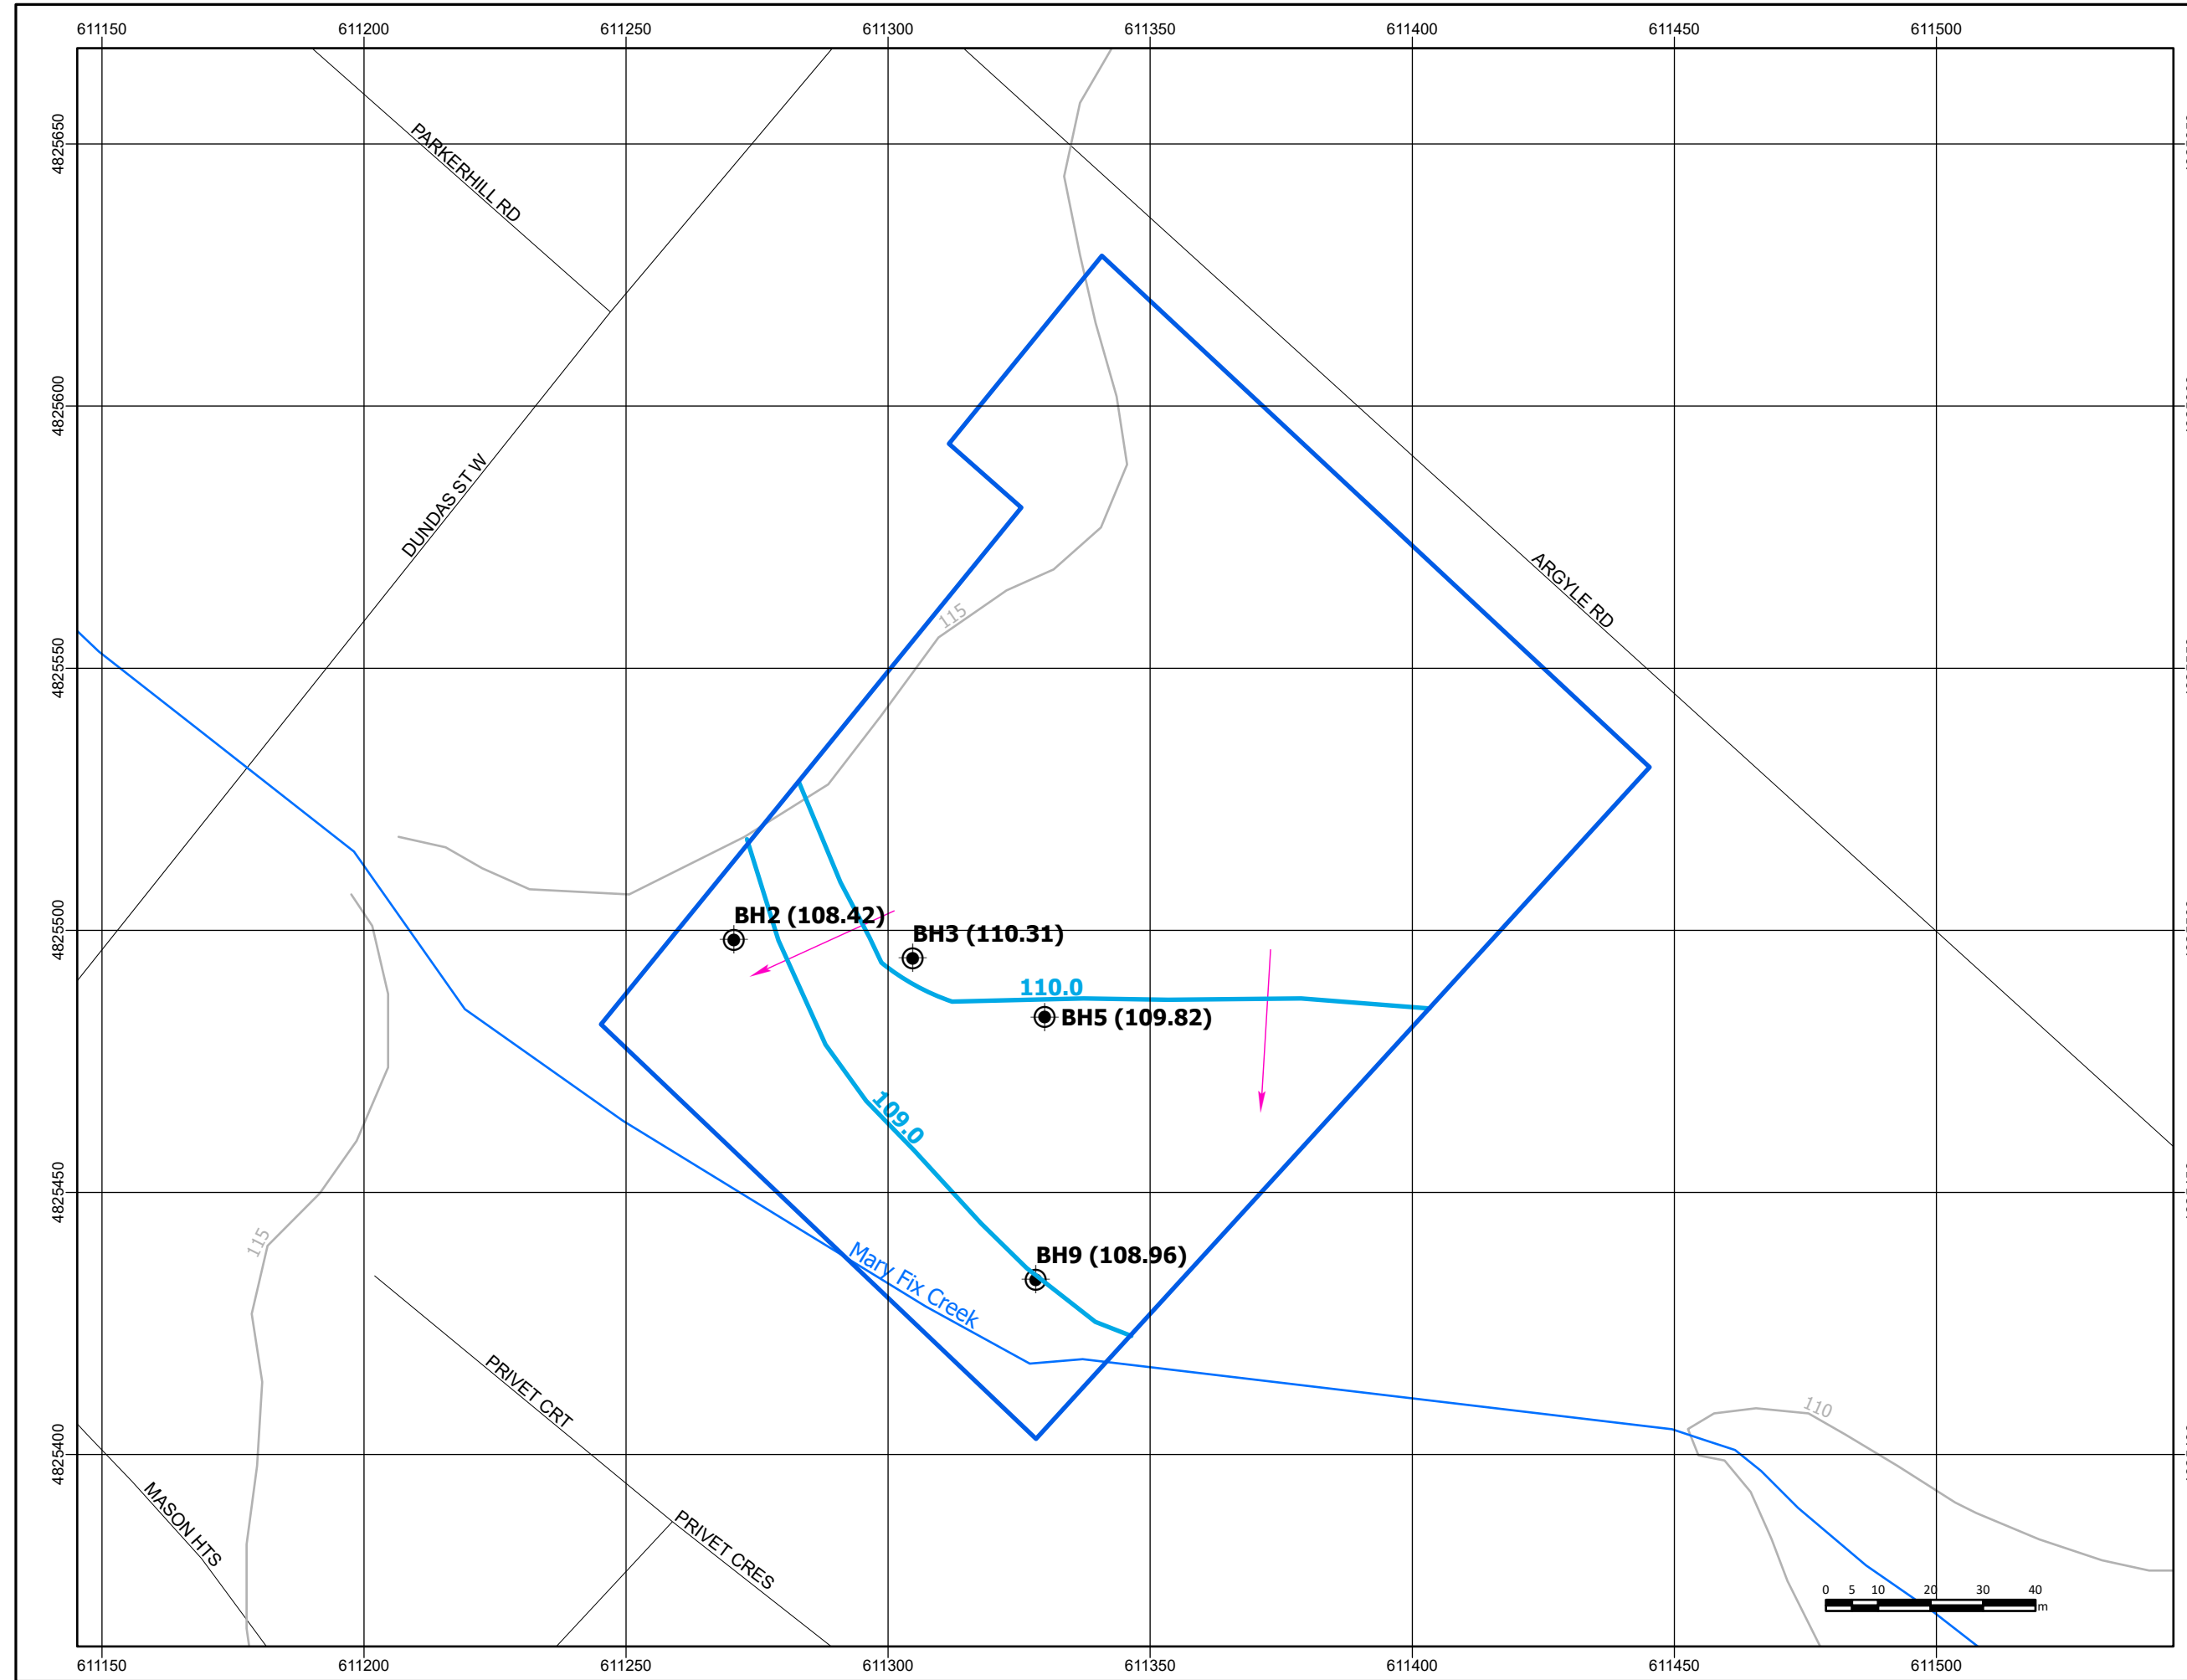 611150 611200 611250 611300 611350 611400 611450 611500
4825650
PARKERHILL RD
4825600
DUNDAS ST W
ARGYLE RD
115
4825550
BH2 (108.42)
4825500
BH3 (110.31)
110.0
BH5 (109.82)
109.0
4825450
115
BH9 (108.96)
Mary Fix Creek
PRIVET CRT
110
4825400
MASON HTS
PRIVET CRES
0 5 10 20 30 40
m
611150 611200 611250 611300 611350 611400 611450 611500